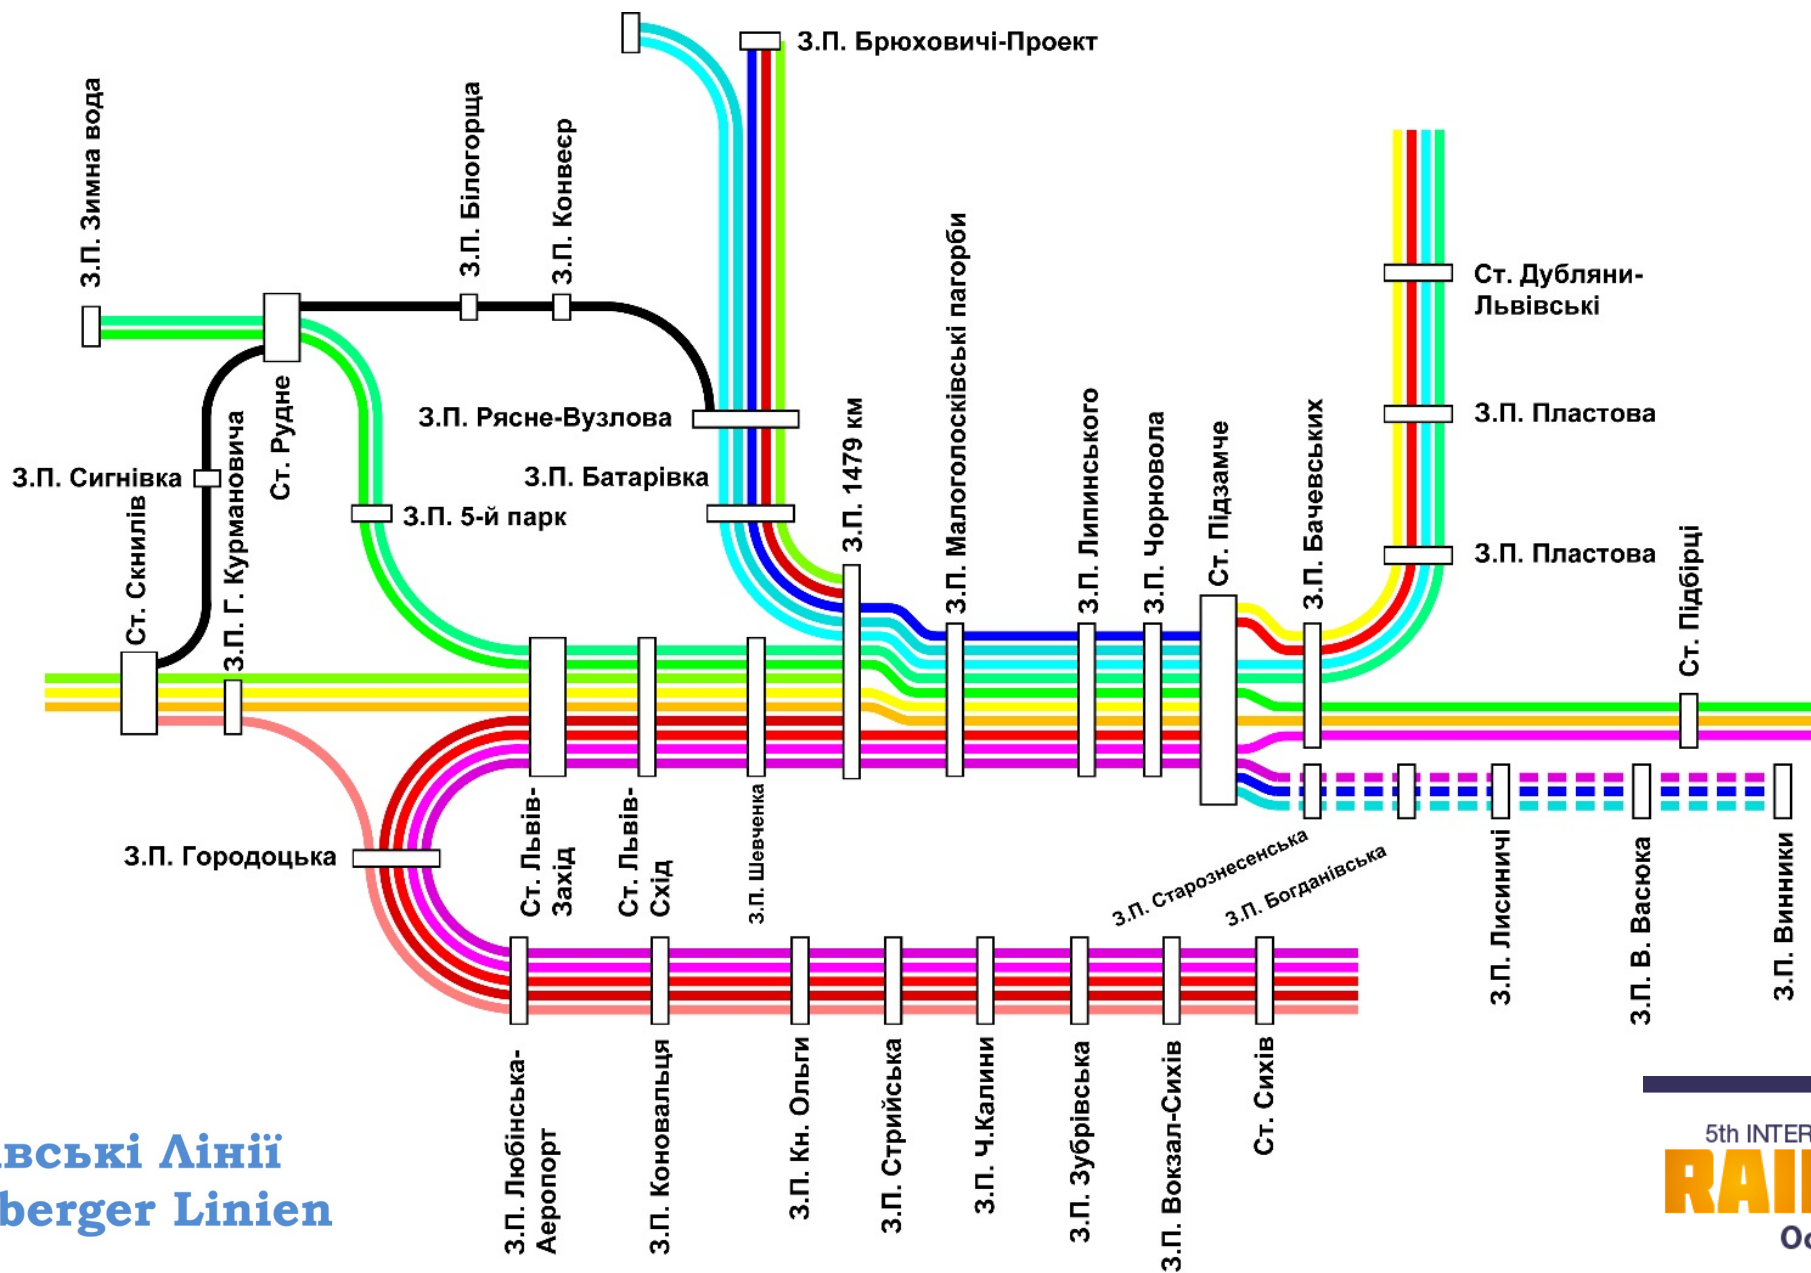 З.П. Брюховичі-Проект
З.П. Зимна вода
З.П. Білогорща
З.П. Конвеєр
Ст. Рудне
З.П. Рясне-Вузлова
З.П. Батарівка
З.П. Сигнівка
З.П. 5-й парк
Ст. Скнилів
З.П. Г. Курмановича
З.П. 1479 км
З.П. Малоголосківські пагорби
З.П. Липинського
З.П. Чорновола
Ст. Підзамче
З.П. Бачевських
Ст. Дубляни-
Львівські
З.П. Пластова
З.П. Пластова
Ст. Підбірці
З.П. Городоцька
Ст. Львів-
Захід
Ст. Львів-
Схід
З.П. Шевченка
З.П. Старознесенська
З.П. Богданівська
З.П. Лисиничі
З.П. В. Васюка
З.П. Винники
З.П. Любінська-
Аеропорт
З.П. Коновальця
З.П. Кн. Ольги
З.П. Стрийська
З.П. Ч.Калини
З.П. Зубрівська
З.П. Вокзал-Сихів
Ст. Сихів
івські Лінії
berger Linien
5th INTER
RAI
Oc